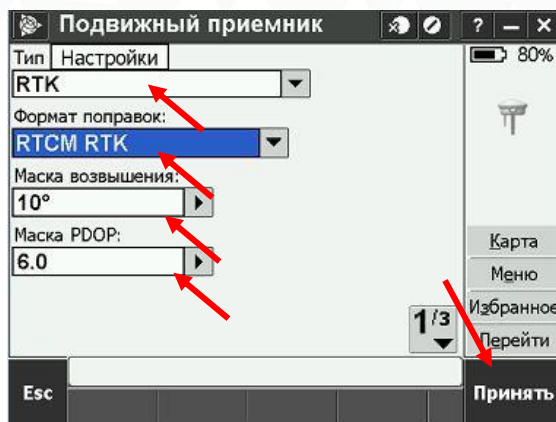 Подвижный приемник
? – ×
Тип Настройки
80%
RTK
Формат поправок:
RTCM RTK
Маска возвышения:
10°
Маска PDOP:
6.0
Карта
Меню
Избранное
Перейти
1/3
Esc
Принять